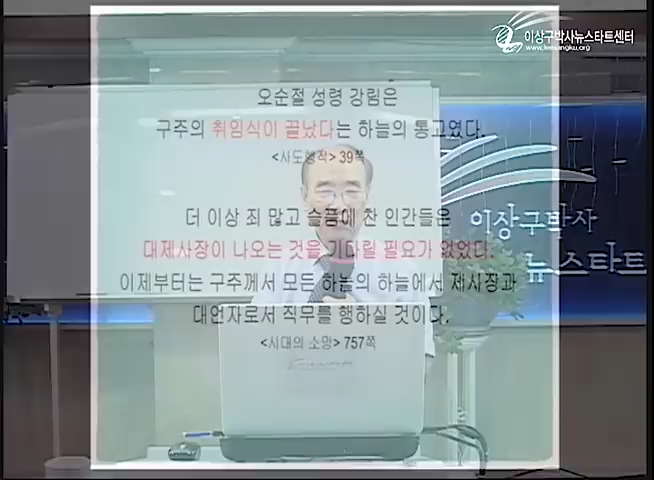 이상구박사뉴스타트센터
www.leesangku.org
오순절 성령 강림은
구주의 취임식이 끝났다는 하늘의 통고였다.
<사도행적> 39쪽
더 이상 죄 많고 슬픔에 찬 인간들은
대제사장이 나오는 것을 기다릴 필요가 없었다.
이제부터는 구주께서 모든 하늘의 하늘에서 제사장과
대언자로서 직무를 행하실 것이다.
<시대의 소망> 757쪽
이상구박사
뉴스타트